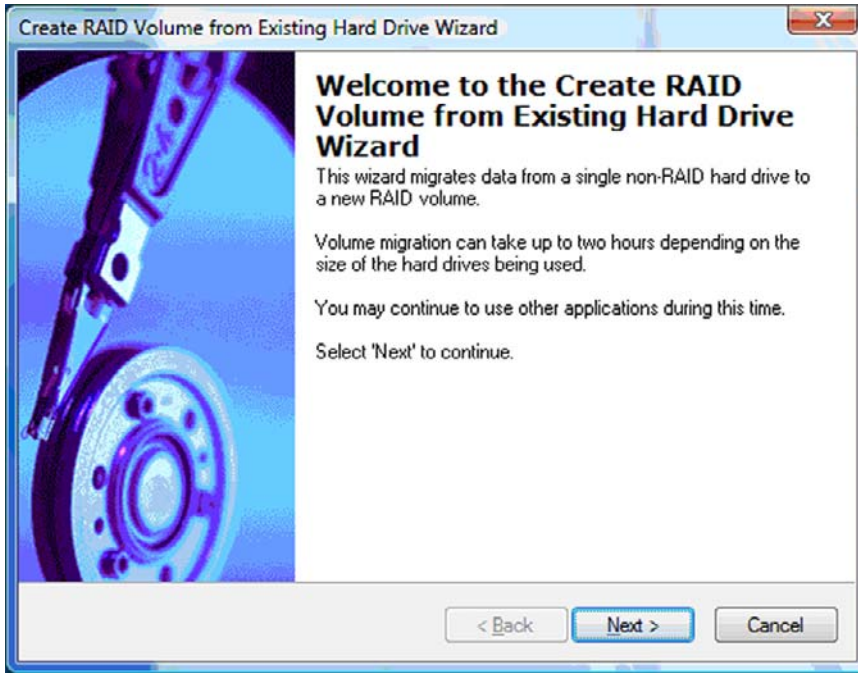 Create RAID Volume from Existing Hard Drive Wizard
Welcome to the Create RAID
Volume from Existing Hard Drive
Wizard
This wizard migrates data from a single non-RAID hard drive to
a new RAID volume.
Volume migration can take up to two hours depending on the
size of the hard drives being used.
You may continue to use other applications during this time.
Select 'Next' to continue.
< Back
Next >
Cancel